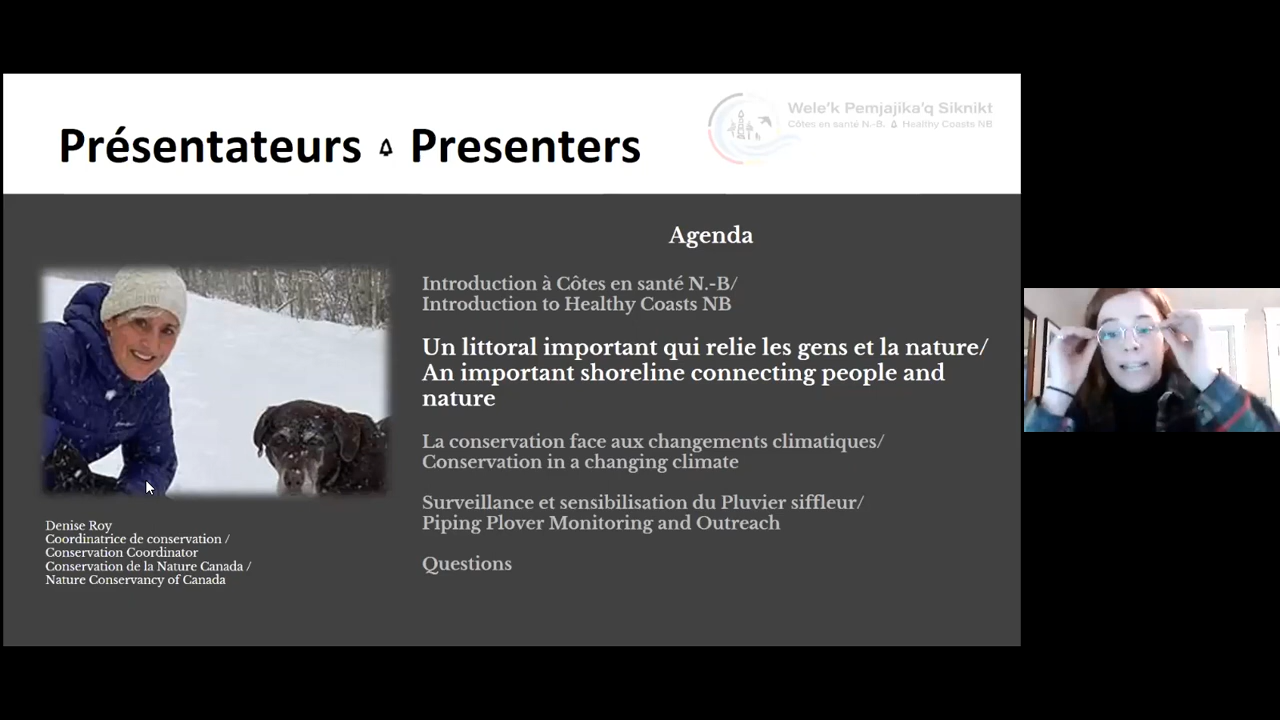 Présentateurs Presenters
Wele'k Pemjajika'q Siknikt
Côtes en santé N.-B. Healthy Coasts NB
Agenda
Introduction à Côtes en santé N.-B/
Introduction to Healthy Coasts NB
Un littoral important qui relie les gens et la nature/
An important shoreline connecting people and
nature
La conservation face aux changements climatiques/
Conservation in a changing climate
Surveillance et sensibilisation du Pluvier siffleur/
Piping Plover Monitoring and Outreach
Questions
Denise Roy
Coordinatrice de conservation /
Conservation Coordinator
Conservation de la Nature Canada /
Nature Conservancy of Canada